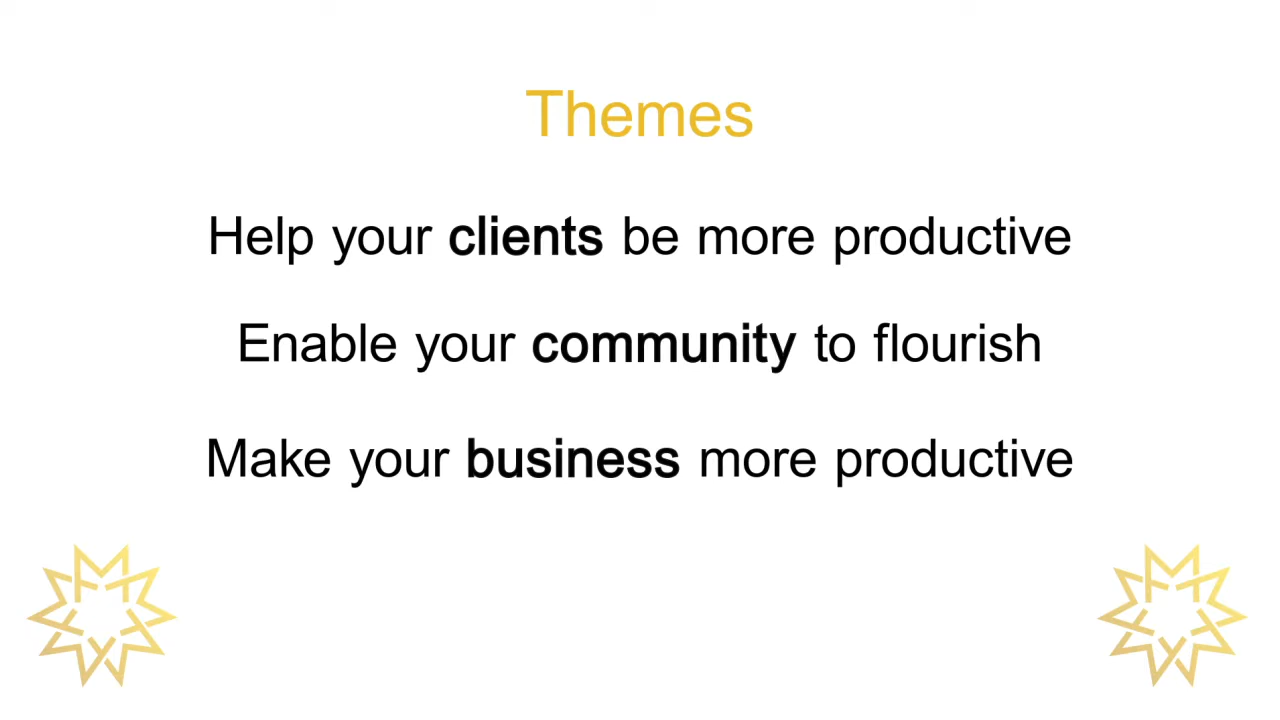 Themes
Help your clients be more productive
Enable your community to flourish
Make your business more productive